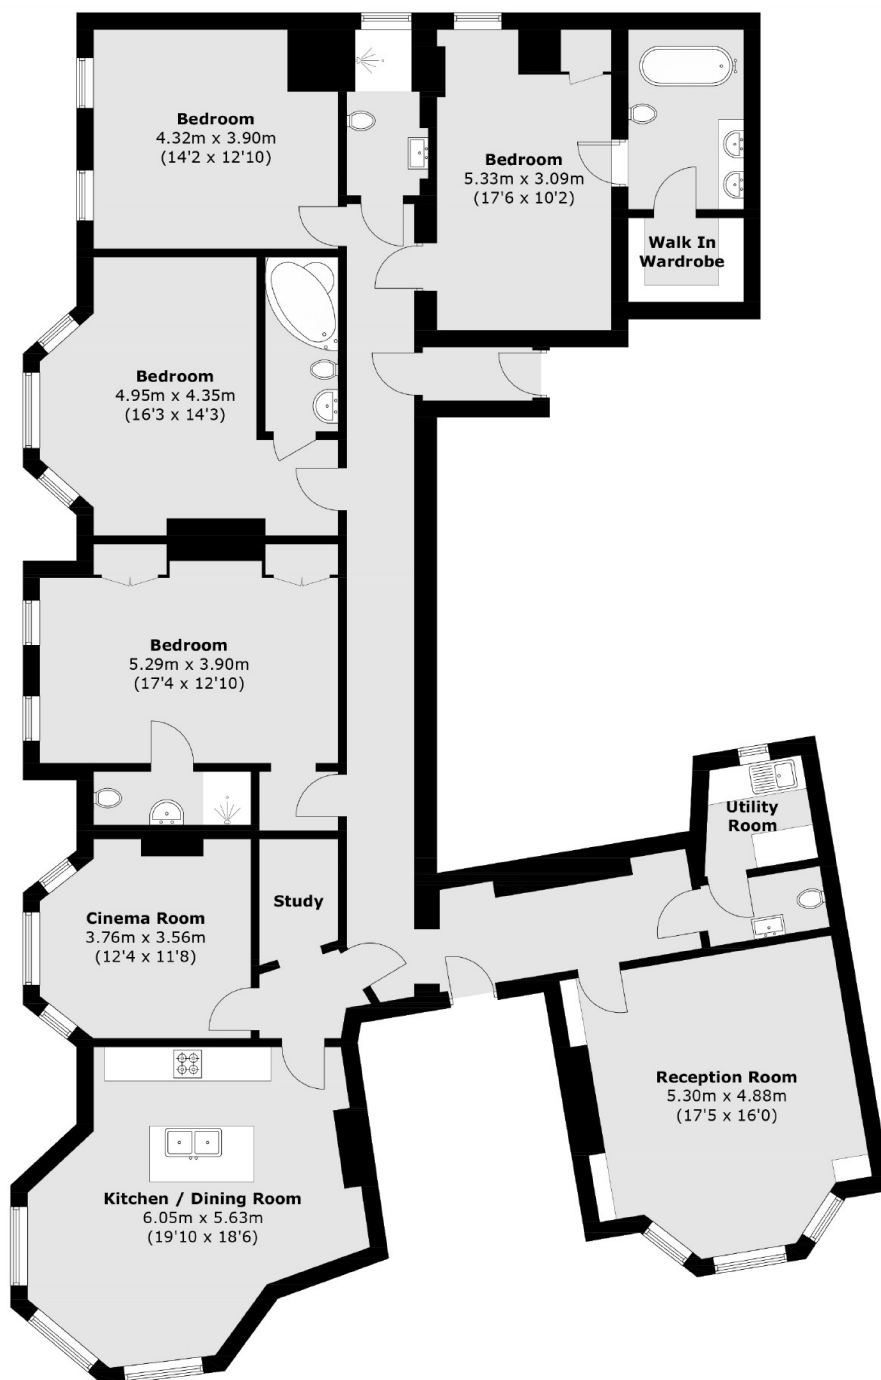 Bedroom
4.32m x 3.90m
(14'2 x 12'10)
Bedroom
5.33m x 3.09m
(17'6 x 10'2)
Walk In
Wardrobe
Bedroom
4.95m x 4.35m
(16'3 x 14'3)
Bedroom
5.29m x 3.90m
(17'4 x 12'10)
Utility
Room
Study
Cinema Room
3.76m x 3.56m
(12'4 x 11'8)
Reception Room
5.30m x 4.88m
(17'5 x 16'0)
Kitchen / Dining Room
6.05m x 5.63m
(19'10 x 18'6)